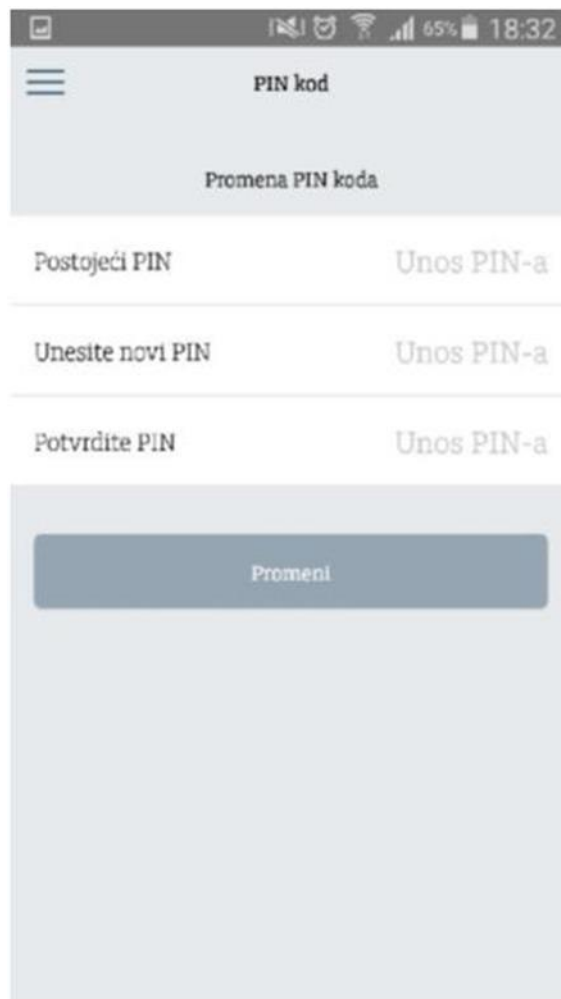 65% 18:32
PIN kod
Promena PIN koda
Postojeći PIN Unos PIN-a
Unesite novi PIN Unos PIN-a
Potvrdite PIN Unos PIN-a
Promeni